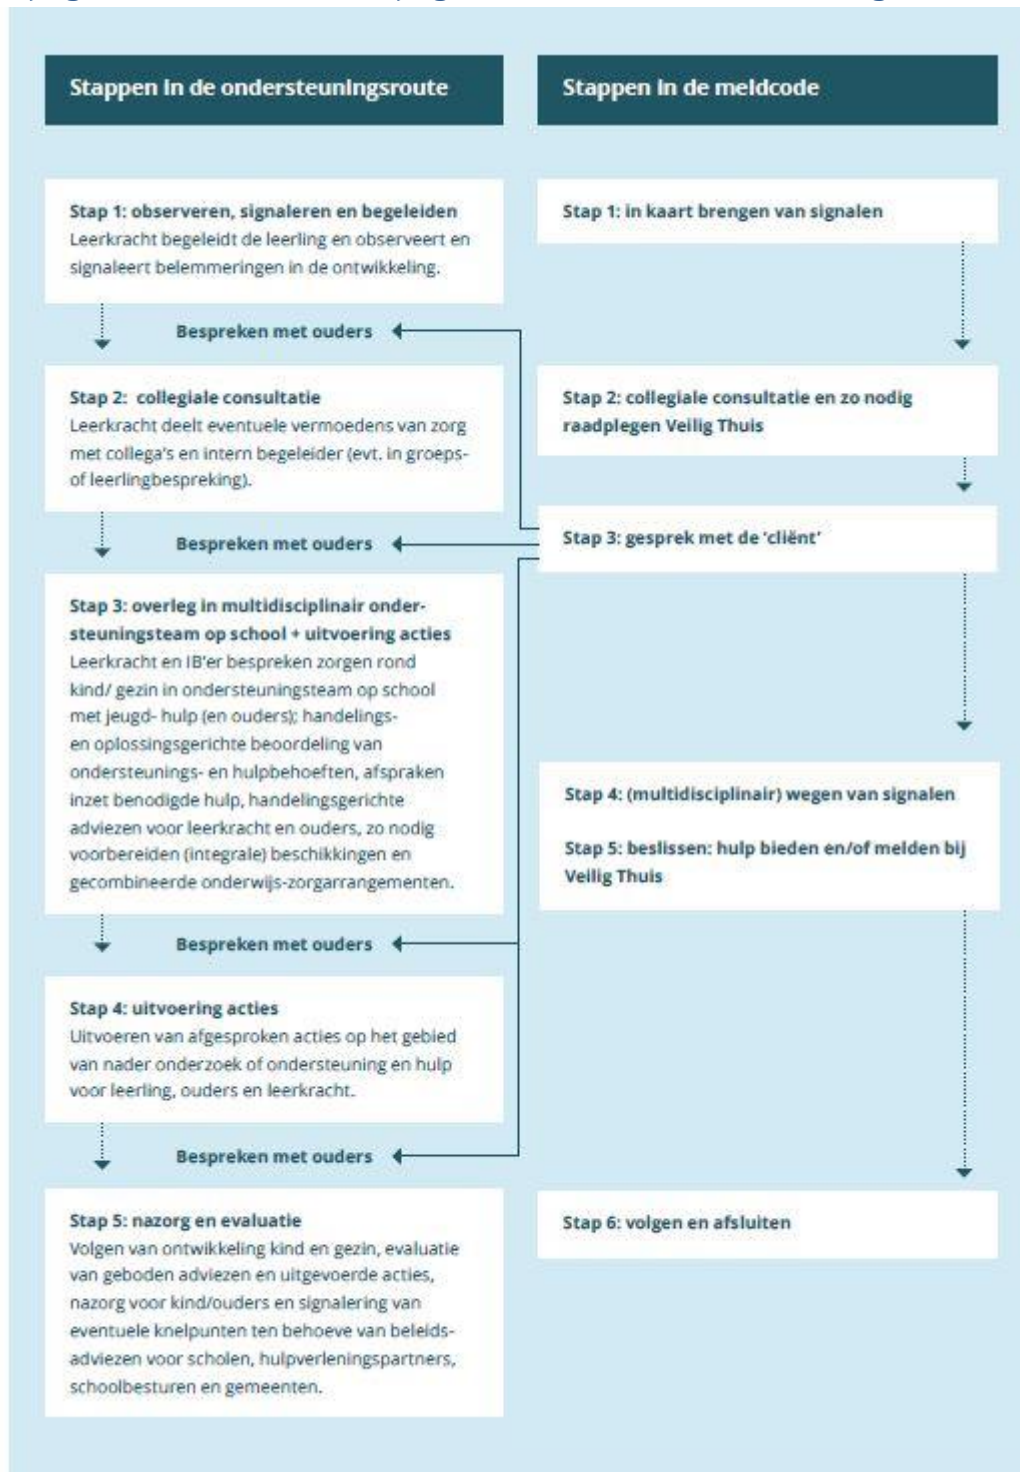 Stappen in de ondersteuningsroute
Stap 1: observeren, signaleren en begeleiden
Leerkracht begeleidt de leerling en observeert en
signaleert belemmeringen in de ontwikkeling.
Bespreken met ouders
Stap 2: collegiale consultatie
Leerkracht deelt eventuele vermoedens van zorg
met collega's en intern begeleider (evt. in groeps-
of leerlingbespreking).
Bespreken met ouders
Stap 3: overleg in multidisciplinair onder-
steuningsteam op school + uitvoering acties
Leerkracht en IB'er bespreken zorgen rond
kind/ gezin in ondersteuningsteam op school
met jeugd- hulp (en ouders); handelings-
en oplossingsgerichte beoordeling van
ondersteunings- en hulpbehoeften, afspraken
inzet benodigde hulp, handelingsgerichte
adviezen voor leerkracht en ouders, zo nodig
voorbereiden (integrale) beschikkingen en
gecombineerde onderwijs-zorgarrangementen.
Bespreken met ouders
Stap 4: uitvoering acties
Uitvoeren van afgesproken acties op het gebied
van nader onderzoek of ondersteuning en hulp
voor leerling, ouders en leerkracht.
Bespreken met ouders
Stap 5: nazorg en evaluatie
Volgen van ontwikkeling kind en gezin, evaluatie
van geboden adviezen en uitgevoerde acties,
nazorg voor kind/ouders en signalering van
eventuele knelpunten ten behoeve van beleids-
adviezen voor scholen, hulpverleningspartners,
schoolbesturen en gemeenten.
Stappen in de meldcode
Stap 1: in kaart brengen van signalen
Stap 2: collegiale consultatie en zo nodig
raadplegen Veilig Thuis
Stap 3: gesprek met de 'cliënt'
Stap 4: (multidisciplinair) wegen van signalen
Stap 5: beslissen: hulp bieden en/of melden bij
Veilig Thuis
Stap 6: volgen en afsluiten